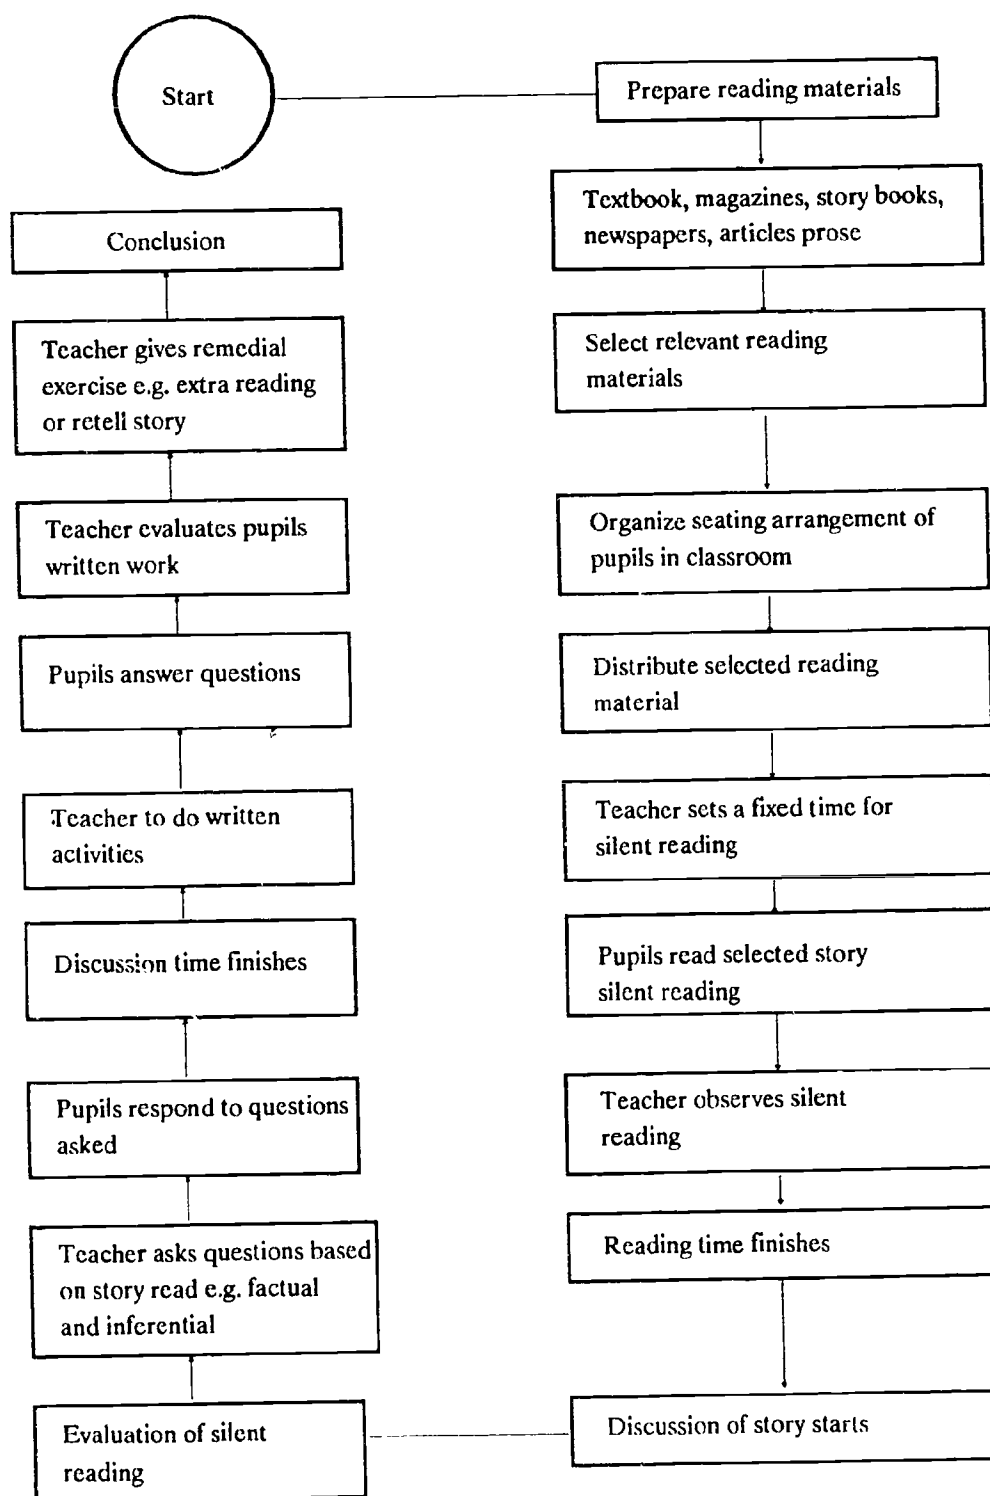 Start
Prepare reading materials
Textbook, magazines, story books,
newspapers, articles prose
Select relevant reading
materials
Organize seating arrangement of
pupils in classroom
Distribute selected reading
material
Teacher sets a fixed time for
silent reading
Pupils read selected story
silent reading
Teacher observes silent
reading
Reading time finishes
Discussion of story starts
Evaluation of silent
reading
Teacher asks questions based
on story read e.g. factual
and inferential
Pupils respond to questions
asked
Discussion time finishes
Teacher to do written
activities
Pupils answer questions
Teacher evaluates pupils
written work
Teacher gives remedial
exercise e.g. extra reading
or retell story
Conclusion